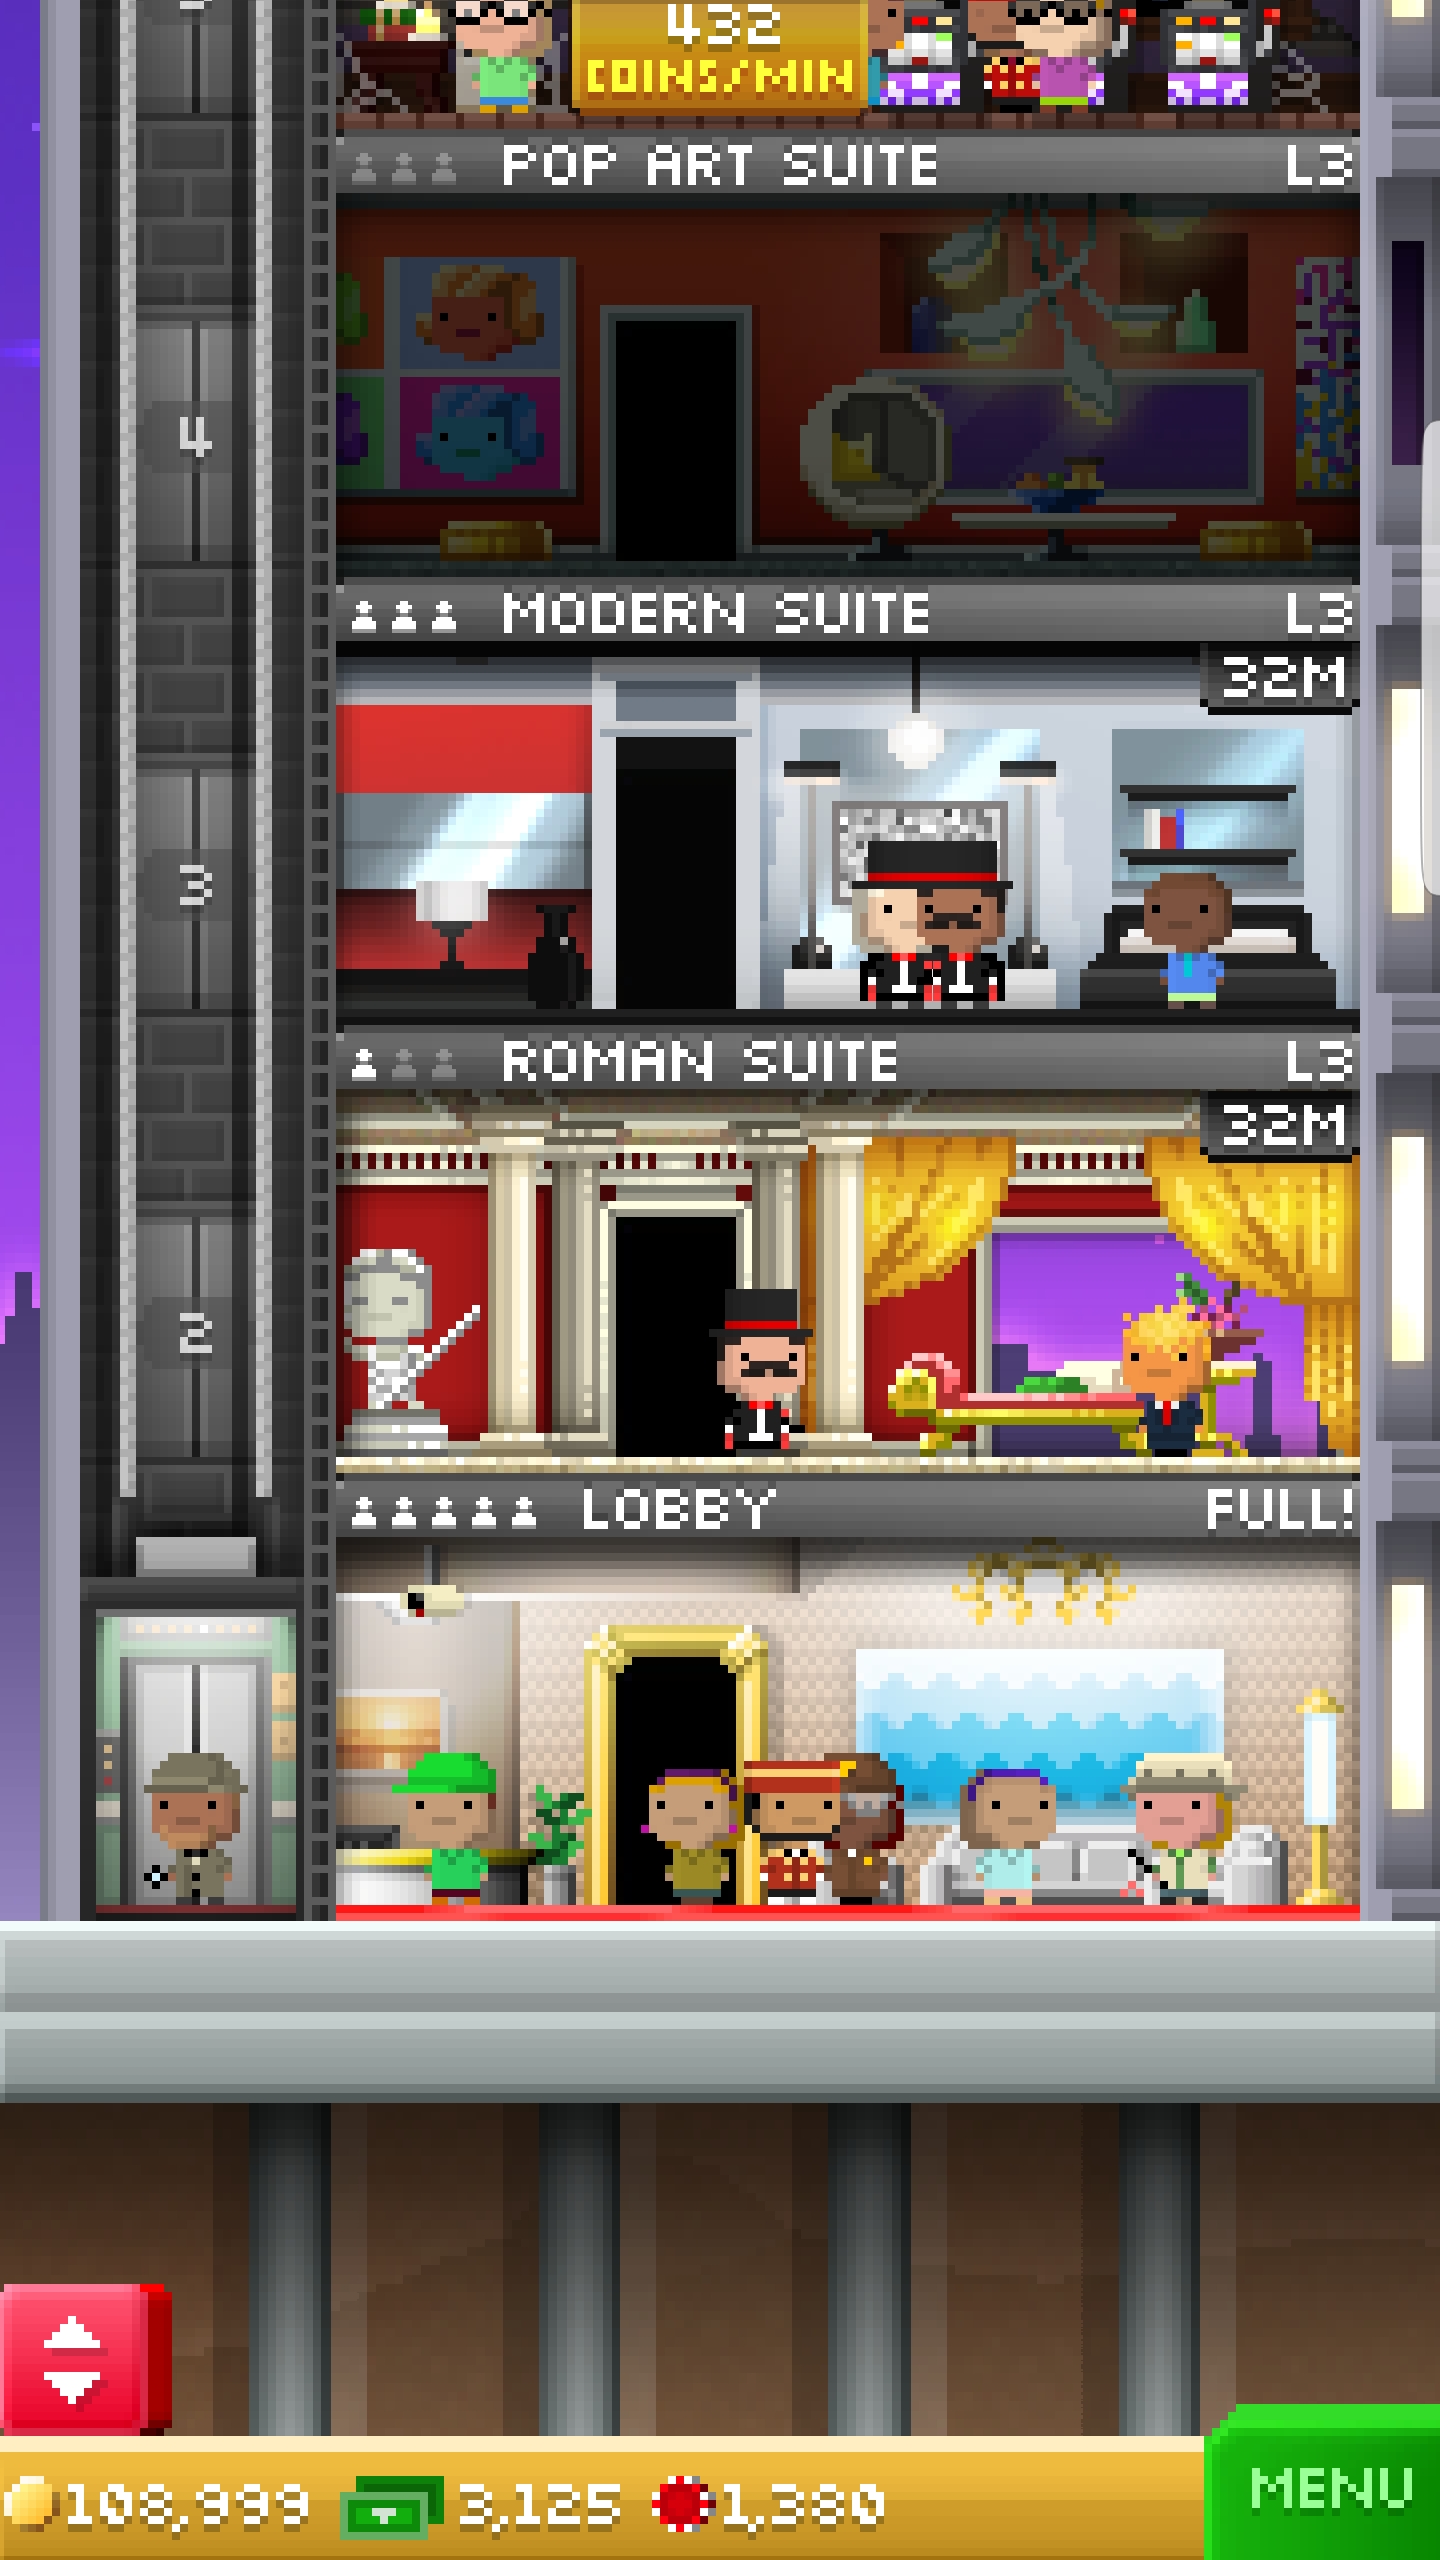 432
COINS/MIN
POP ART SUITE L3
4
MODERN SUITE L3
32M
3
ROMAN SUITE L3
32M
2
LOBBY FULL!
108,999 3,125 1,380
MENU